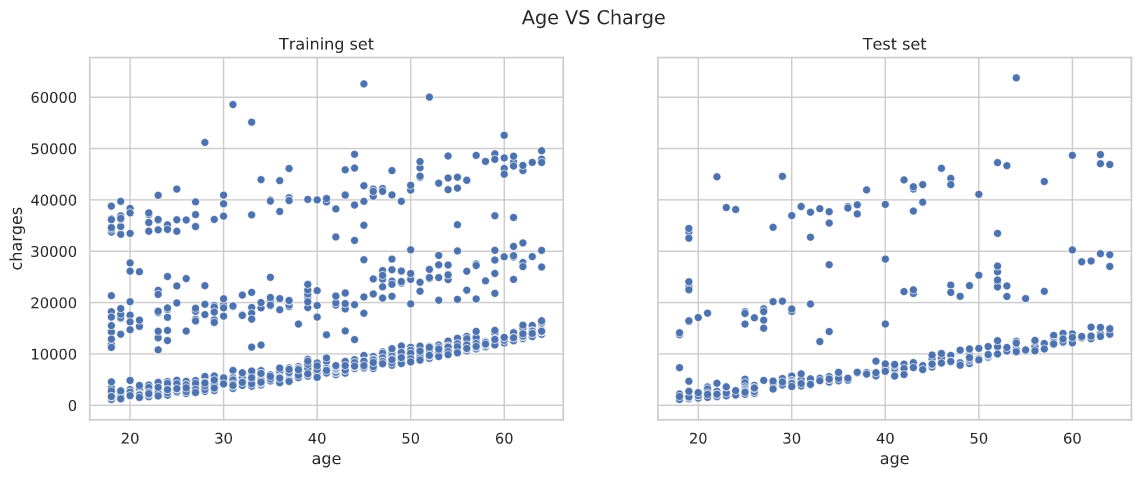 Age VS Charge
Training set
Test set
60000
50000
40000
30000
20000
10000
0
charges
20 30 40 50 60
20 30 40 50 60
age
age